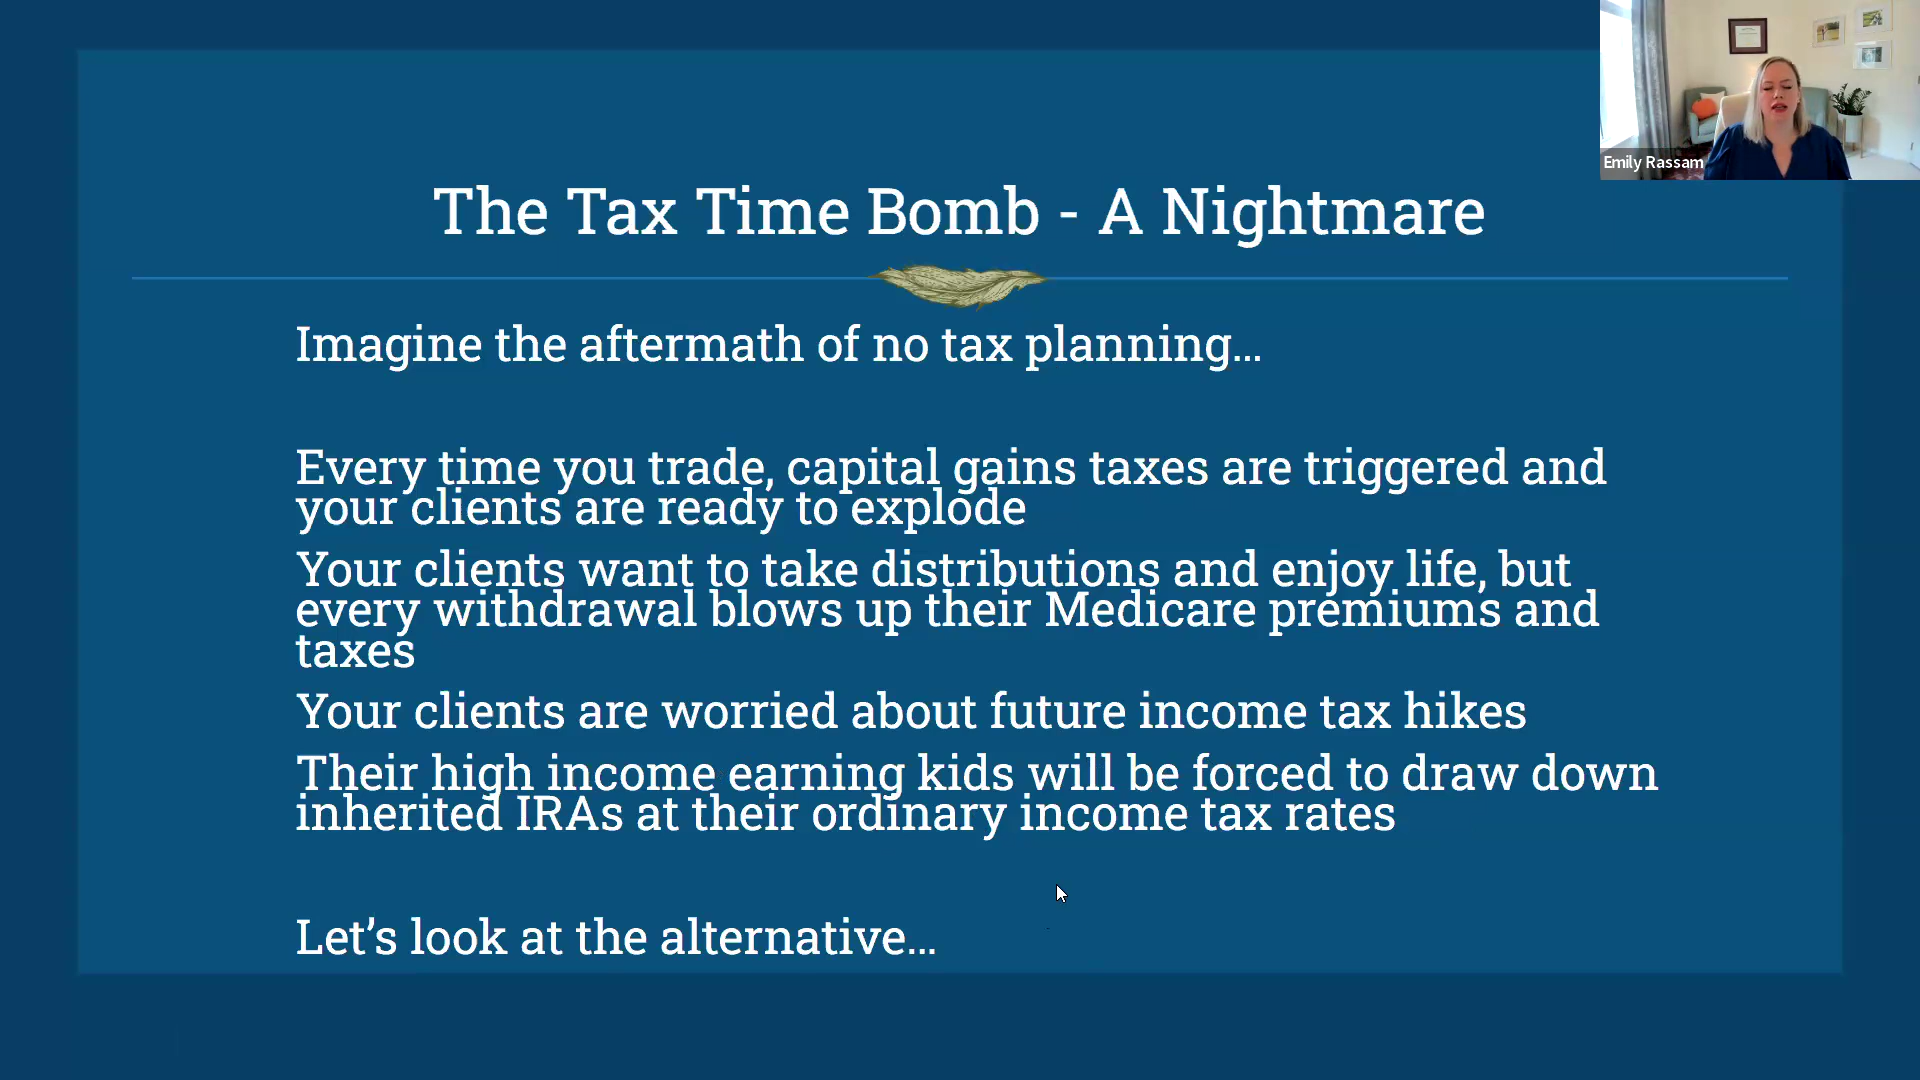 Emily Rassam
The Tax Time Bomb - A Nightmare
Imagine the aftermath of no tax planning...
Every time you trade, capital gains taxes are triggered and
your clients are ready to explode
Your clients want to take distributions and enjoy life, but
every withdrawal blows up their Medicare premiums and
taxes
Your clients are worried about future income tax hikes
Their high income earning kids will be forced to draw down
inherited IRAs at their ordinary income tax rates
Let’s look at the alternative...